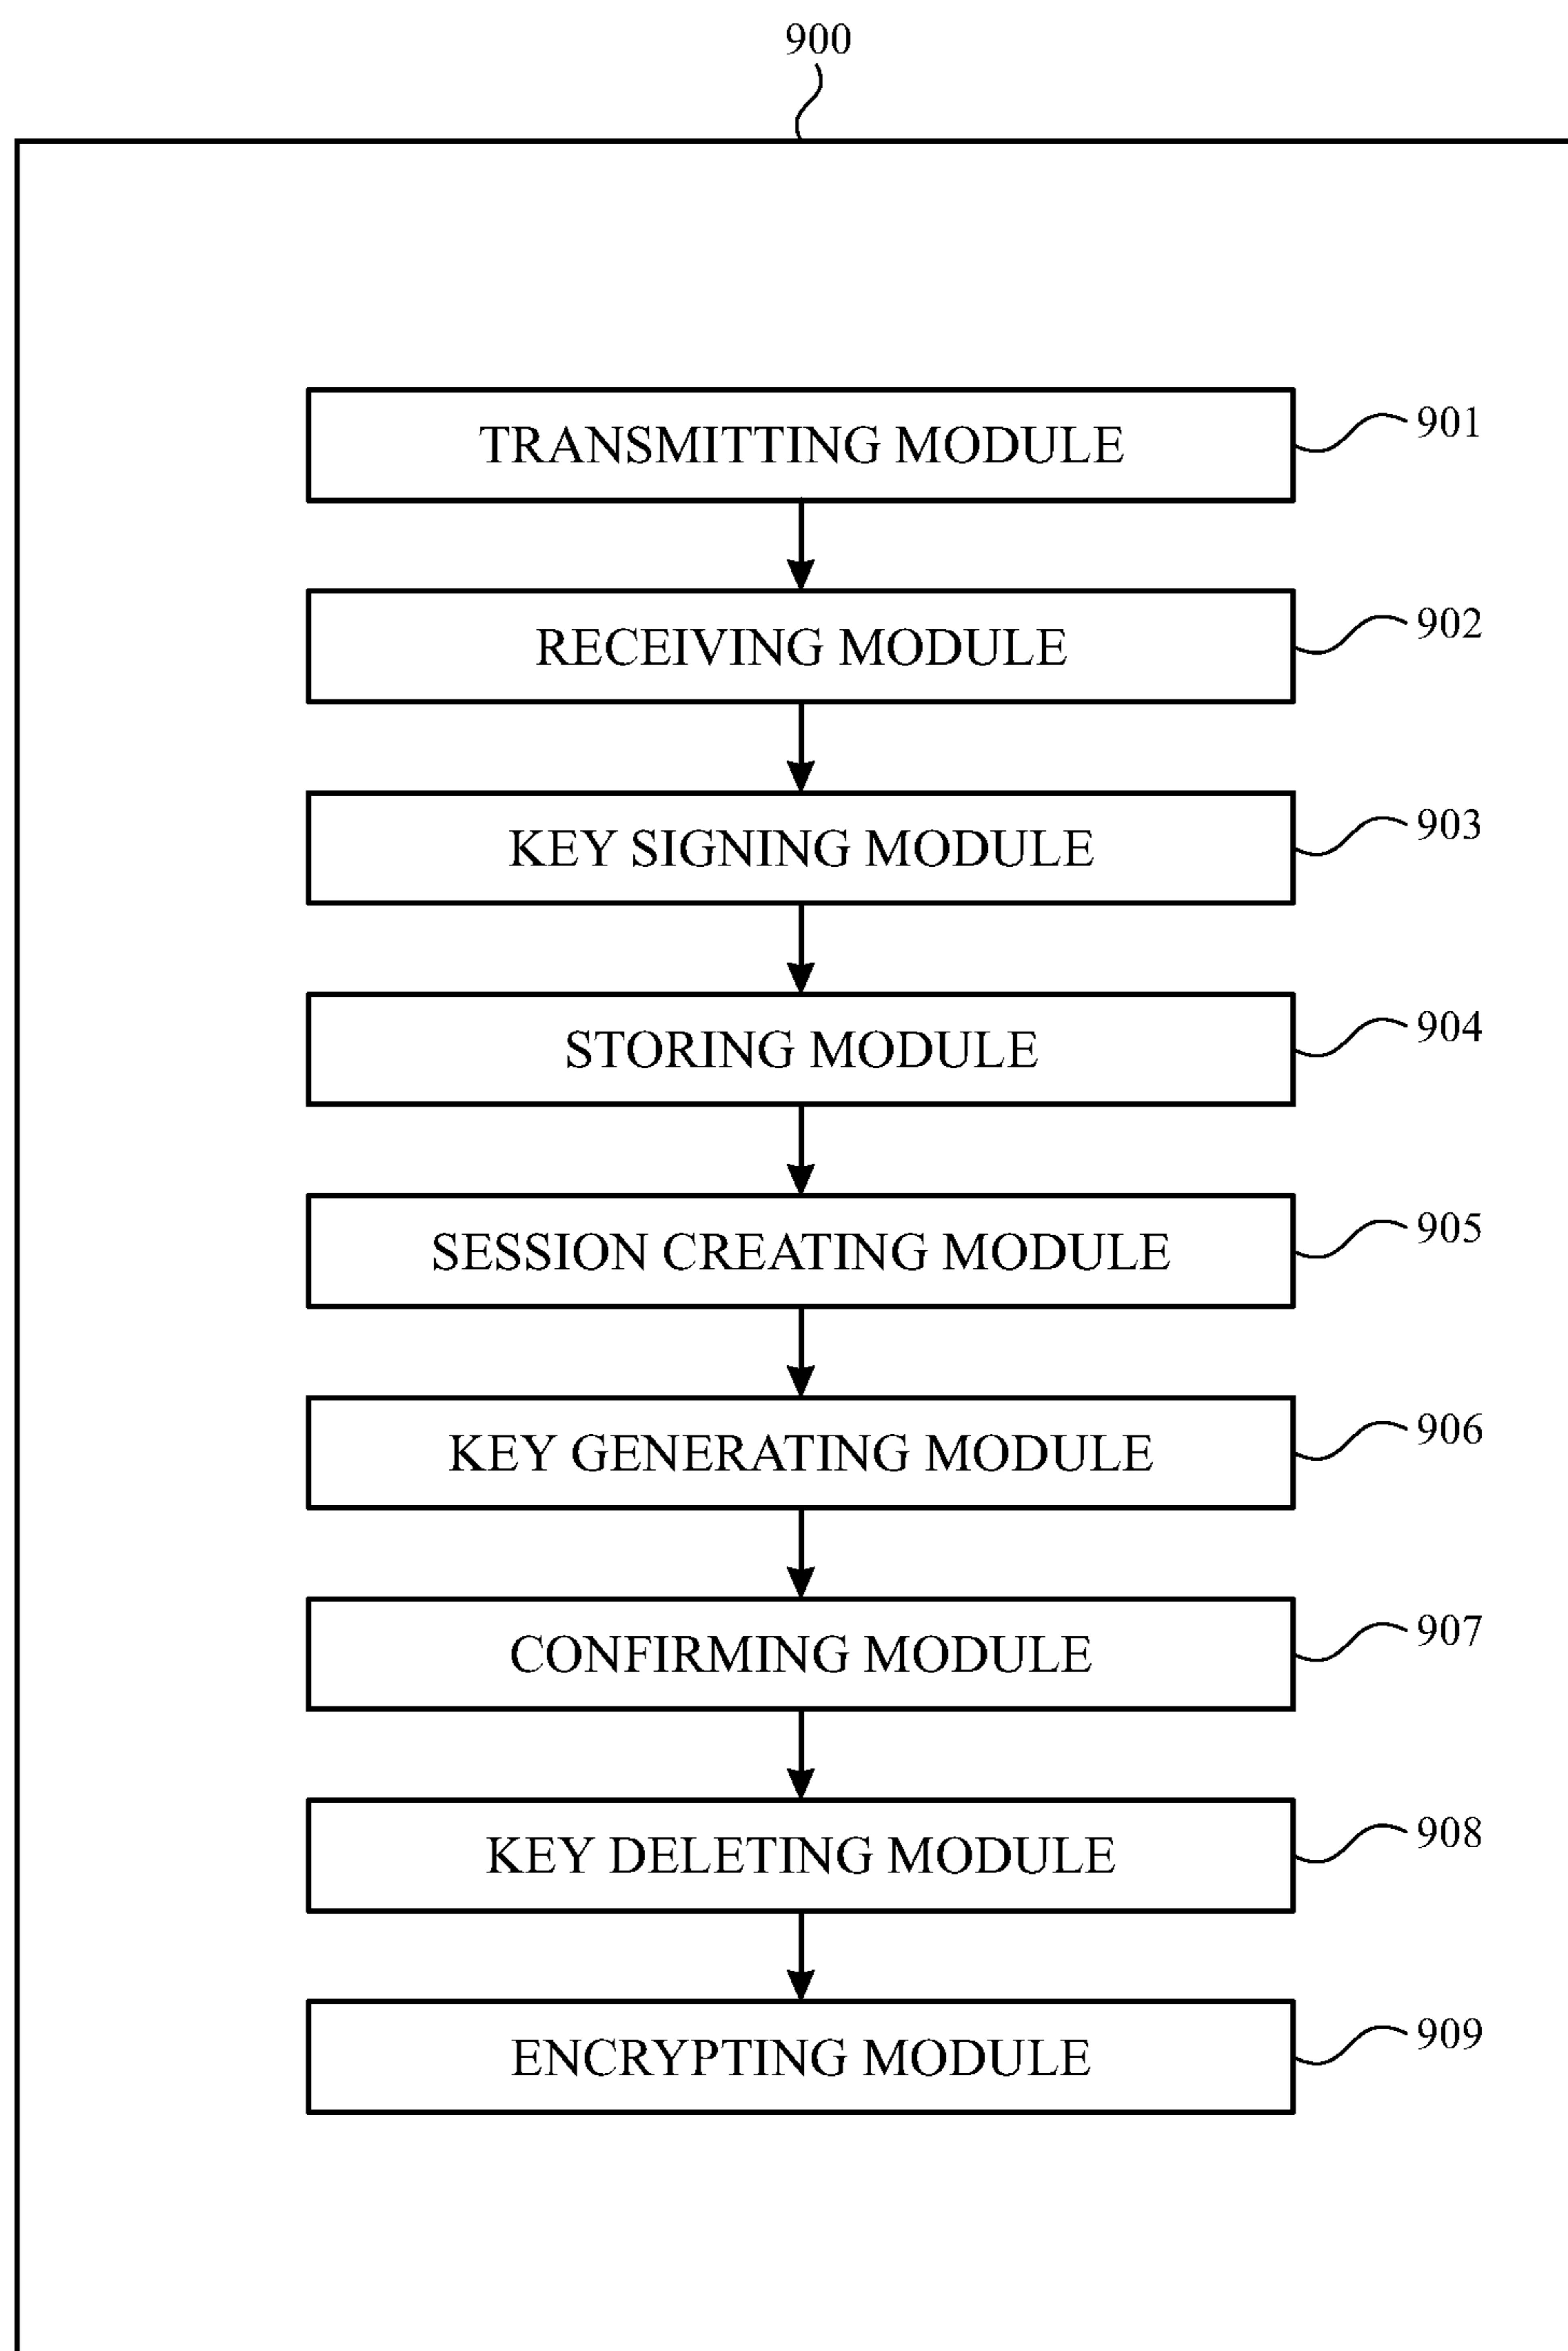 900
TRANSMITTING MODULE 901
RECEIVING MODULE 902
KEY SIGNING MODULE 903
STORING MODULE 904
SESSION CREATING MODULE 905
KEY GENERATING MODULE 906
CONFIRMING MODULE 907
KEY DELETING MODULE 908
ENCRYPTING MODULE 909